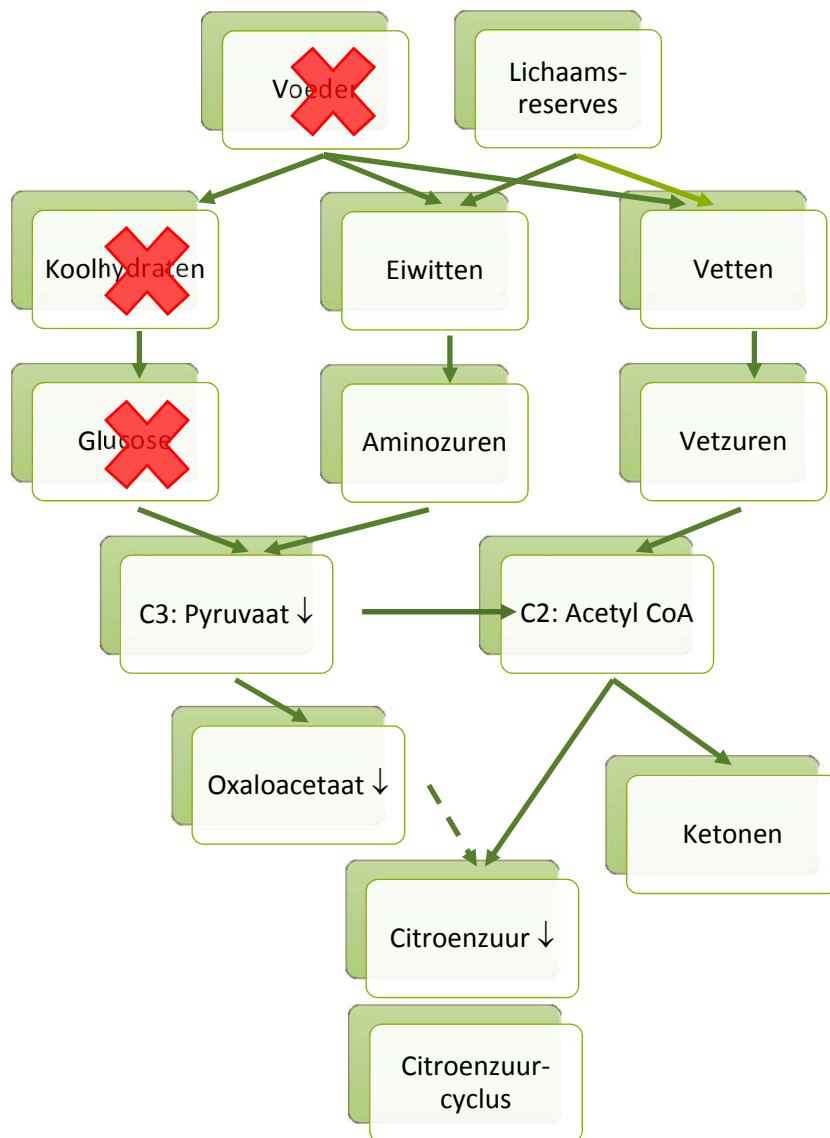 Voeder
Lichaams-
reserves
Koolhydraten
Eiwitten
Vetten
Glucose
Aminozuren
Vetzuren
C3: Pyruvaat ↓
C2: Acetyl CoA
Oxaloacetaat ↓
Ketonen
Citroenzuur ↓
Citroenzuur-
cyclus